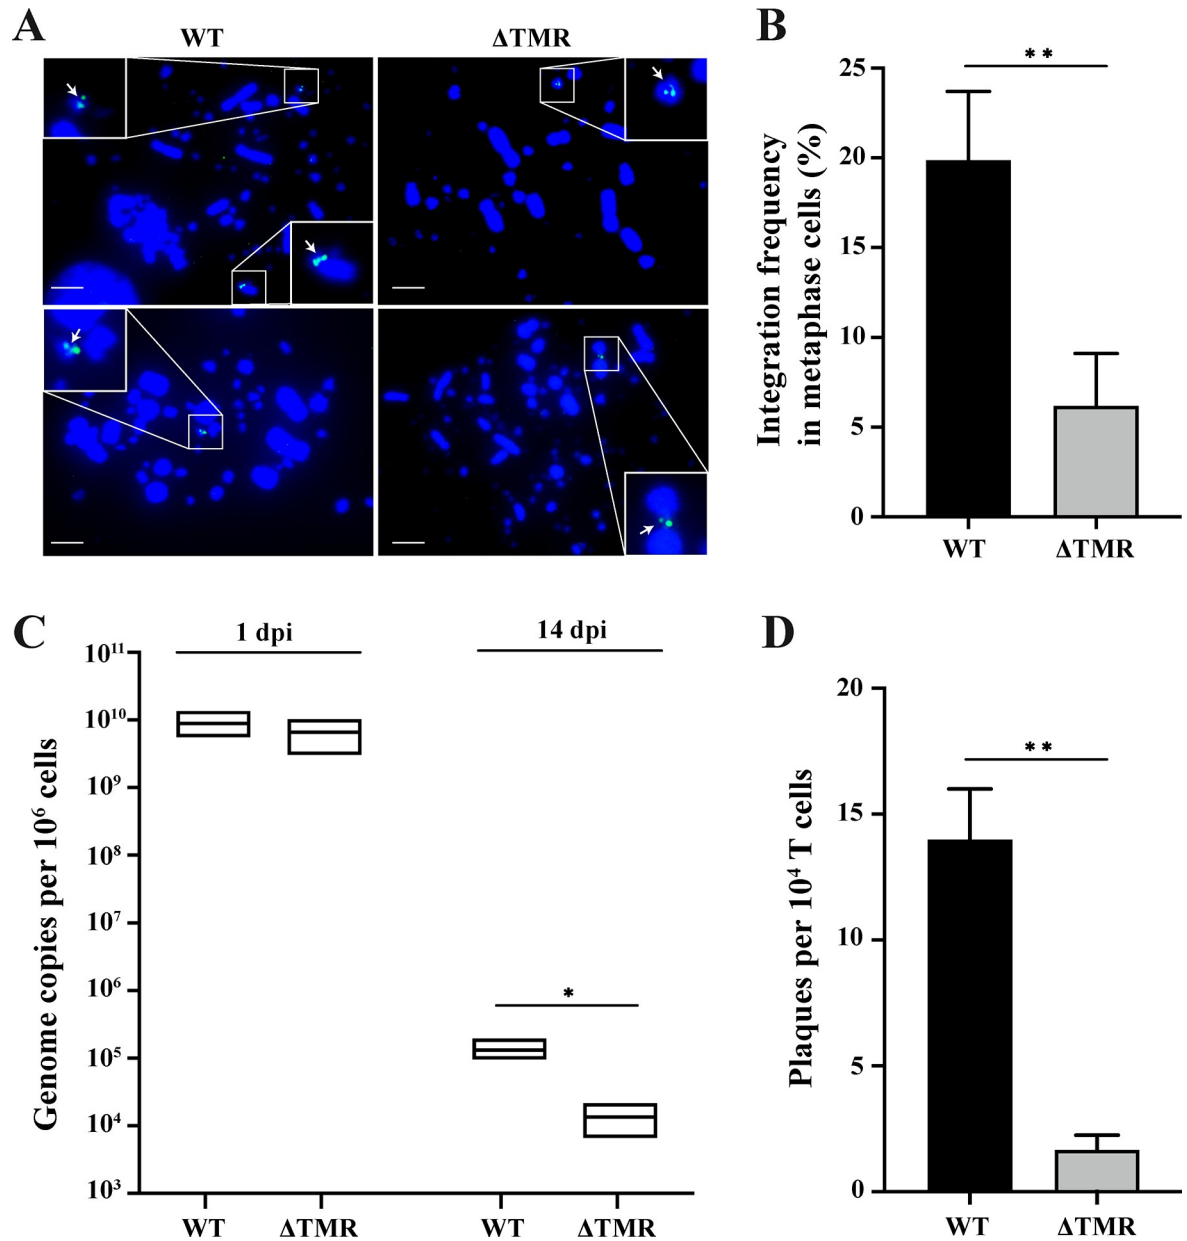 A
WT
ΔTMR
B
**
25
20
15
10
5
0
Integration frequency
in metaphase cells (%)
WT
ΔTMR
C
1 dpi
14 dpi
10¹¹
10¹⁰
10⁹
10⁸
10⁷
10⁶
10⁵
10⁴
10³
Genome copies per 10⁶ cells
*
WT
ΔTMR
WT
ΔTMR
D
20
15
10
5
0
**
Plaques per 10⁴ T cells
WT
ΔTMR